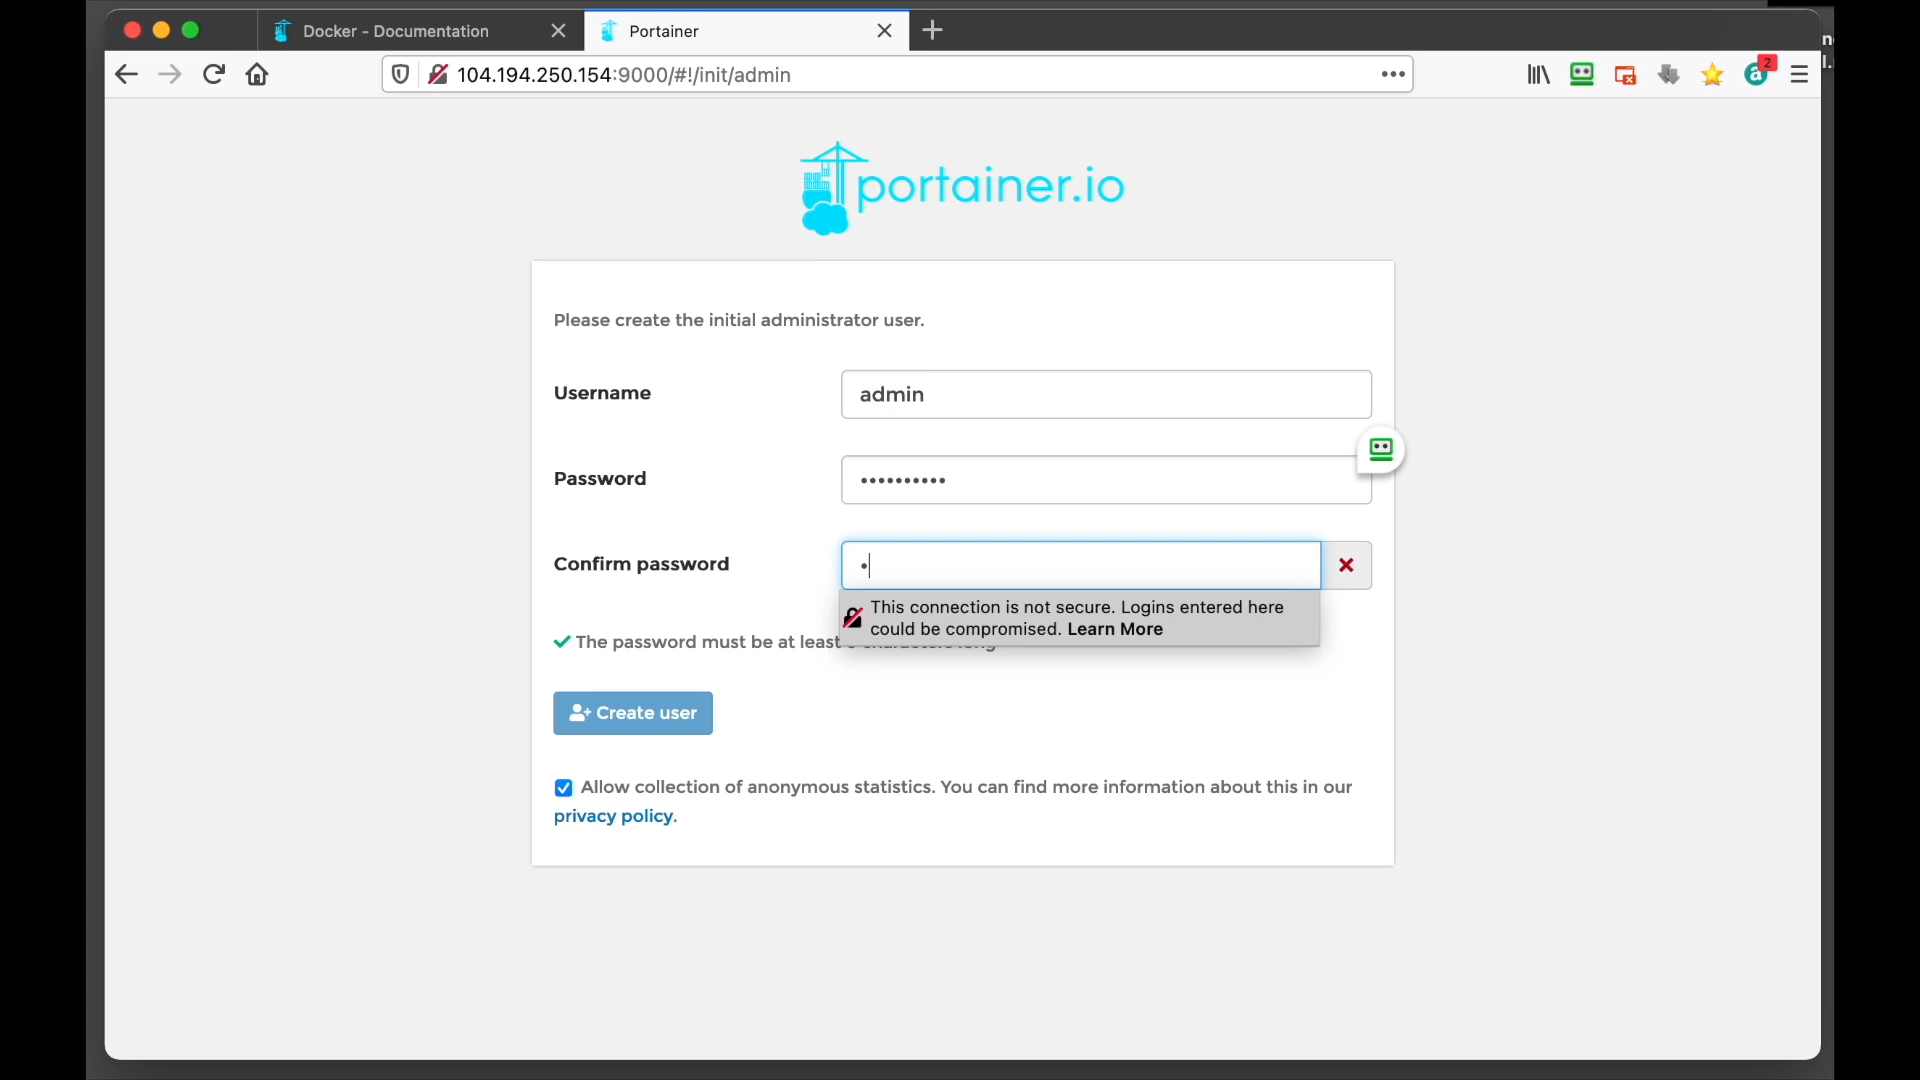 Docker - Documentation
Portainer
104.194.250.154:9000/#!/init/admin
2
portainer.io
Please create the initial administrator user.
Username
admin
Password
Confirm password
This connection is not secure. Logins entered here
could be compromised. Learn More
The password must be at least
Create user
Allow collection of anonymous statistics. You can find more information about this in our
privacy policy.